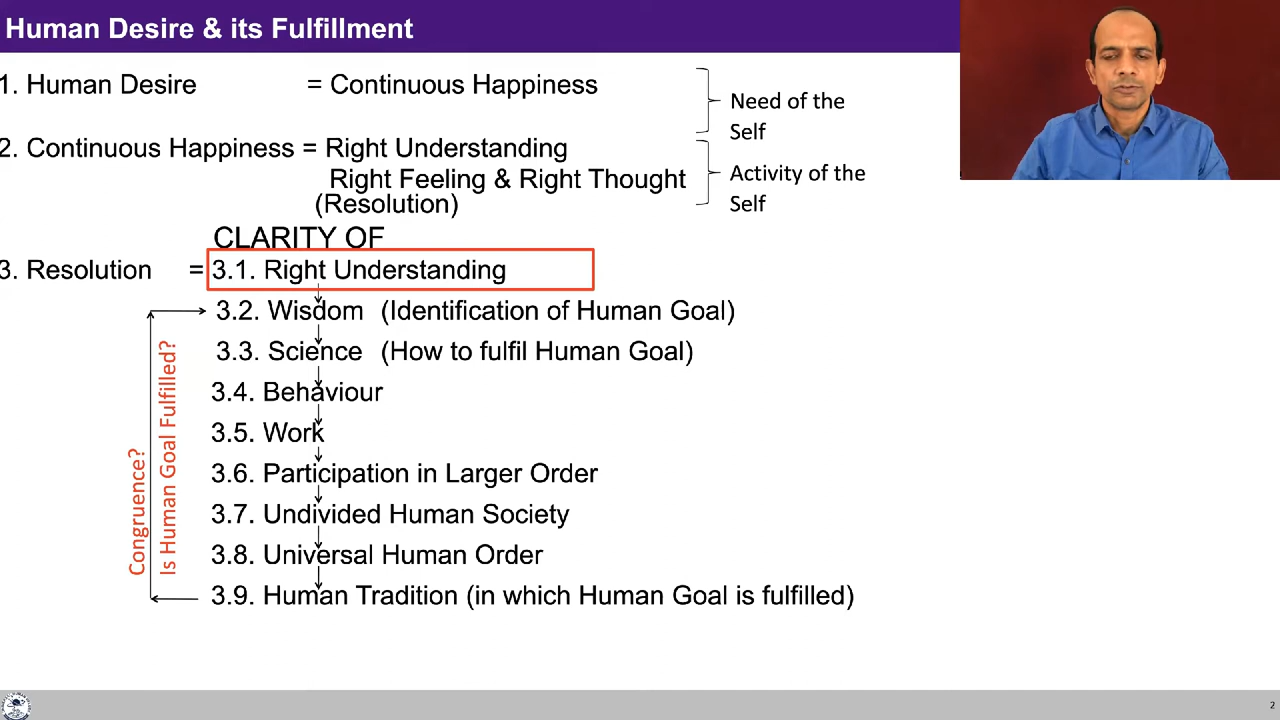 Human Desire & its Fulfillment
1. Human Desire = Continuous Happiness
Need of the
Self
2. Continuous Happiness = Right Understanding
Right Feeling & Right Thought
(Resolution)
Activity of the
Self
CLARITY OF
3. Resolution = 3.1. Right Understanding
3.2. Wisdom (Identification of Human Goal)
3.3. Science (How to fulfil Human Goal)
3.4. Behaviour
3.5. Work
3.6. Participation in Larger Order
3.7. Undivided Human Society
3.8. Universal Human Order
3.9. Human Tradition (in which Human Goal is fulfilled)
Congruence?
Is Human Goal Fulfilled?
2